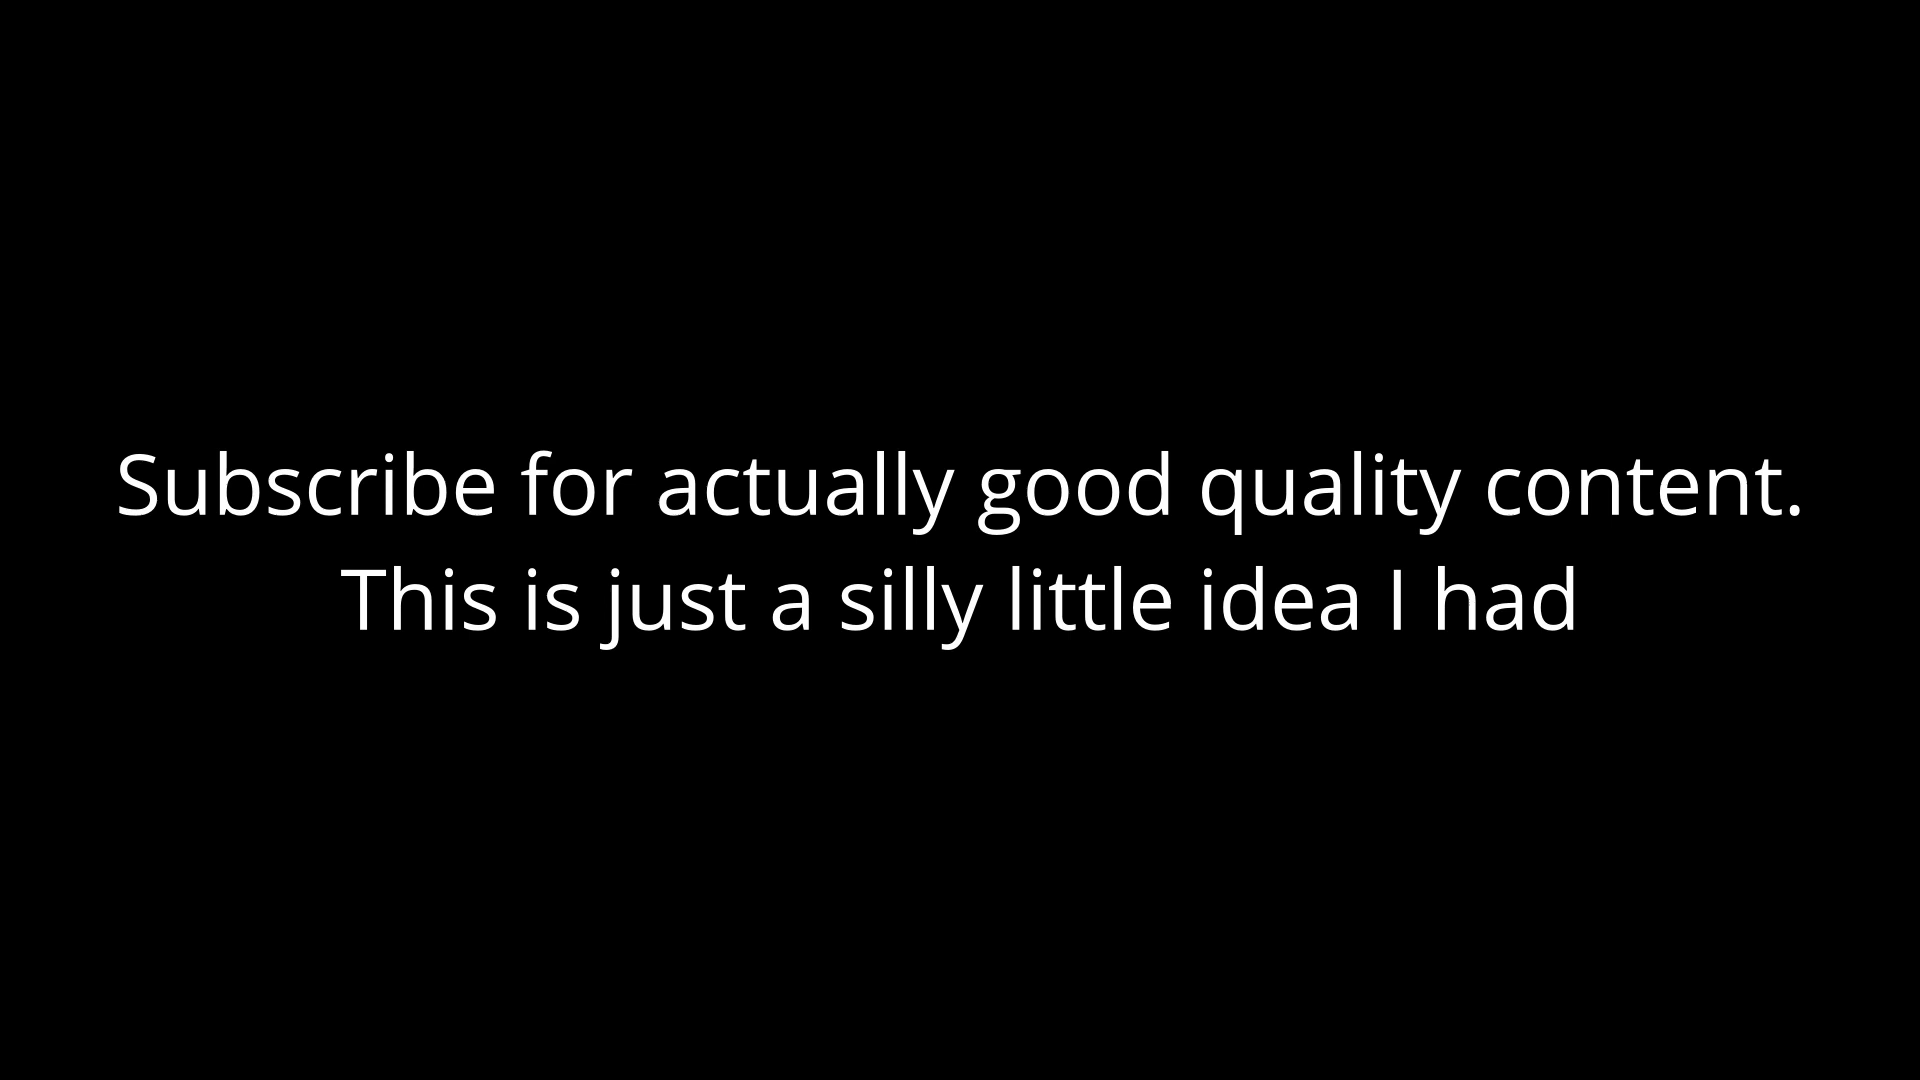 Subscribe for actually good quality content.
This is just a silly little idea I had